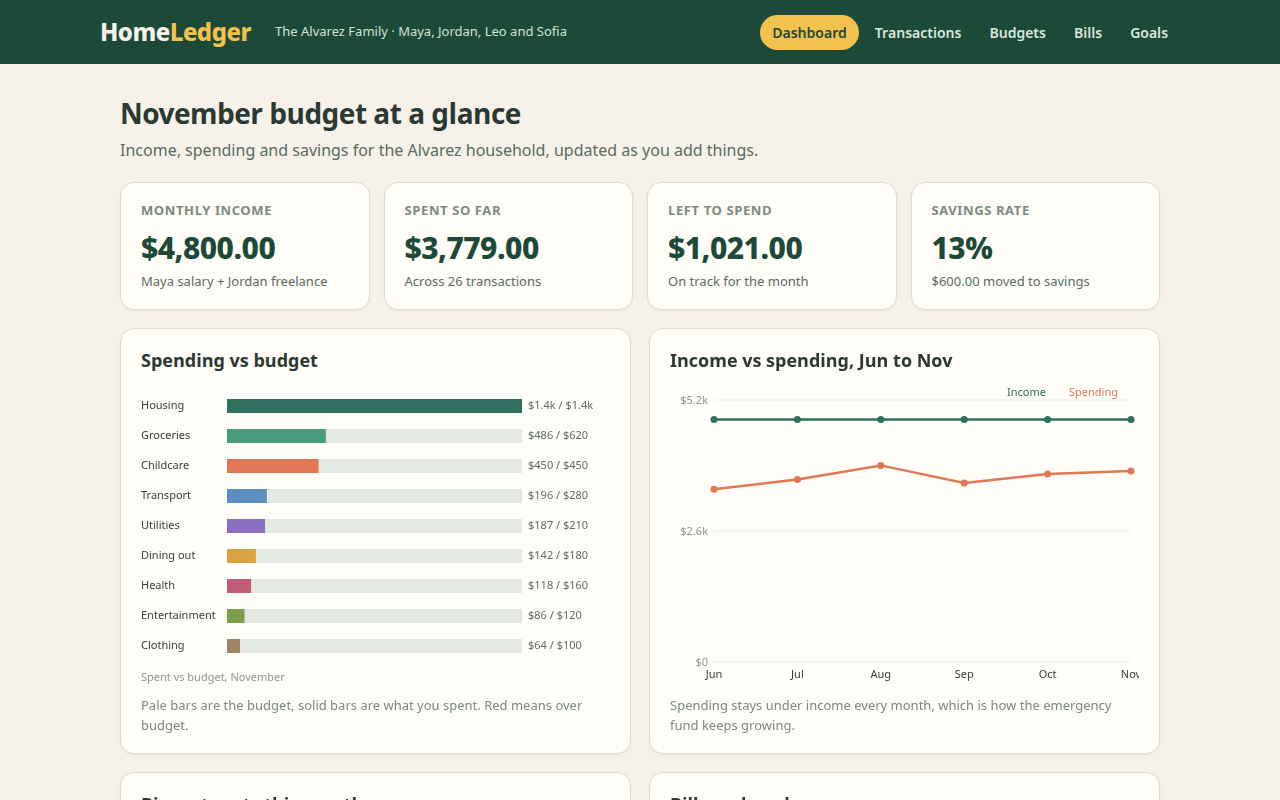 HomeLedger
The Alvarez Family · Maya, Jordan, Leo and Sofia
Dashboard
Transactions
Budgets
Bills
Goals
November budget at a glance
Income, spending and savings for the Alvarez household, updated as you add things.
MONTHLY INCOME
$4,800.00
Maya salary + Jordan freelance
SPENT SO FAR
$3,779.00
Across 26 transactions
LEFT TO SPEND
$1,021.00
On track for the month
SAVINGS RATE
13%
$600.00 moved to savings
Spending vs budget
Housing $1.4k / $1.4k
Groceries $486 / $620
Childcare $450 / $450
Transport $196 / $280
Utilities $187 / $210
Dining out $142 / $180
Health $118 / $160
Entertainment $86 / $120
Clothing $64 / $100
Spent vs budget, November
Pale bars are the budget, solid bars are what you spent. Red means over
budget.
Income vs spending, Jun to Nov
Income Spending
$5.2k
$2.6k
$0
Jun Jul Aug Sep Oct Nov
Spending stays under income every month, which is how the emergency
fund keeps growing.